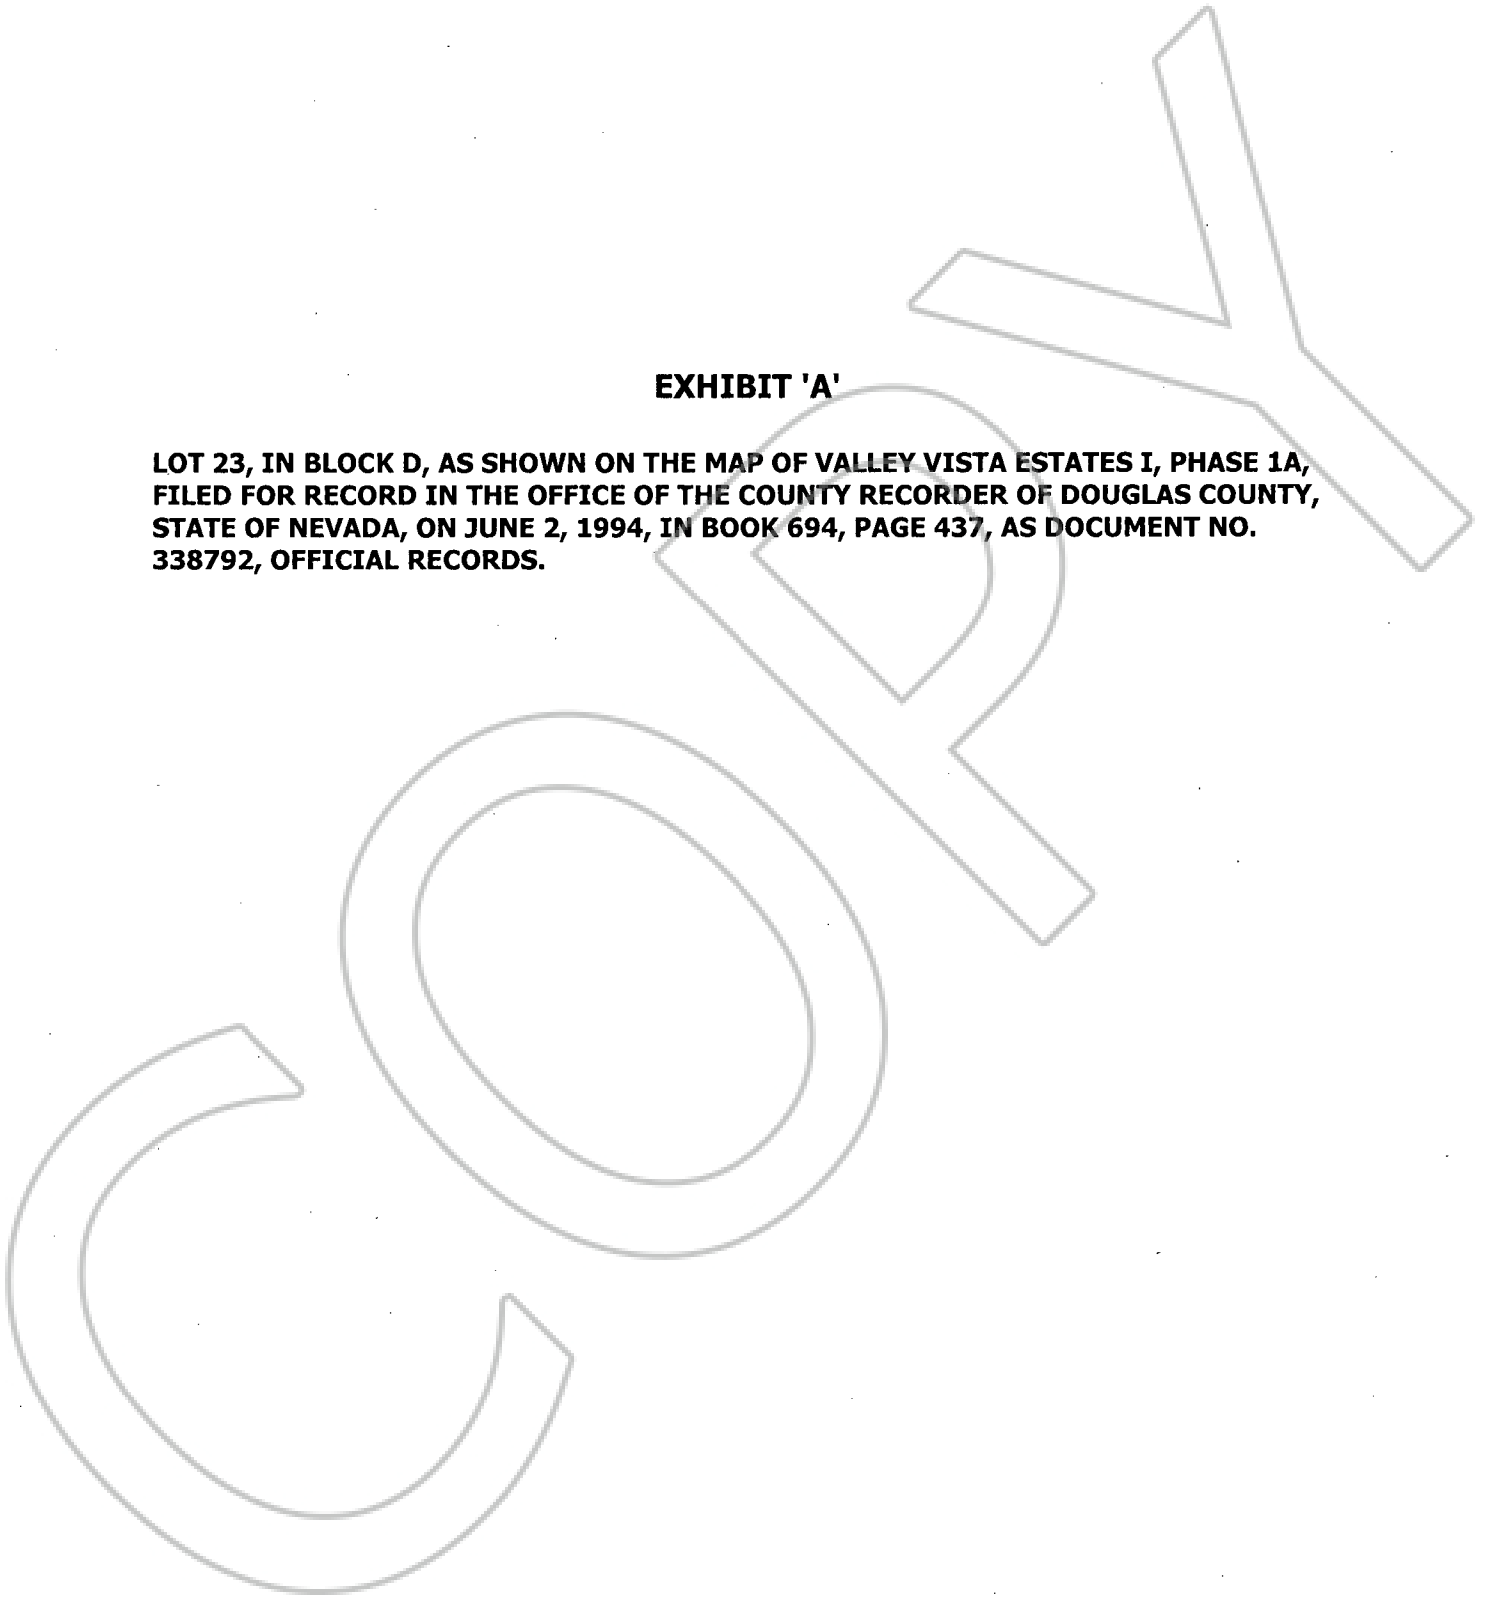 EXHIBIT 'A'
LOT 23, IN BLOCK D, AS SHOWN ON THE MAP OF VALLEY VISTA ESTATES I, PHASE 1A,
FILED FOR RECORD IN THE OFFICE OF THE COUNTY RECORDER OF DOUGLAS COUNTY,
STATE OF NEVADA, ON JUNE 2, 1994, IN BOOK 694, PAGE 437, AS DOCUMENT NO.
338792, OFFICIAL RECORDS.
COPY